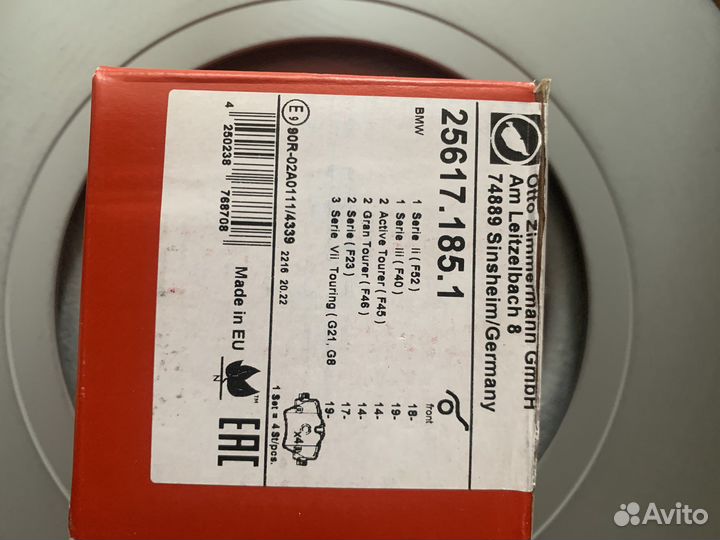 Otto Zimmermann GmbH
Am Leitzelbach 8
74889 Sinsheim/Germany
25617.185.1
BMW
front
1 Serie II ( F52) 18-
1 Serie III ( F40) 19-
2 Active Tourer ( F45) 14-
2 Gran Tourer ( F46) 14-
2 Serie ( F23) 17-
3 Serie VII Touring ( G21, G8 19-
E9 90R-02A0111/4339 2216 20.22
x4
1 Set = 4 St/pcs.
4 250238 768708
Made in EU
N
TM
EAC
Avito